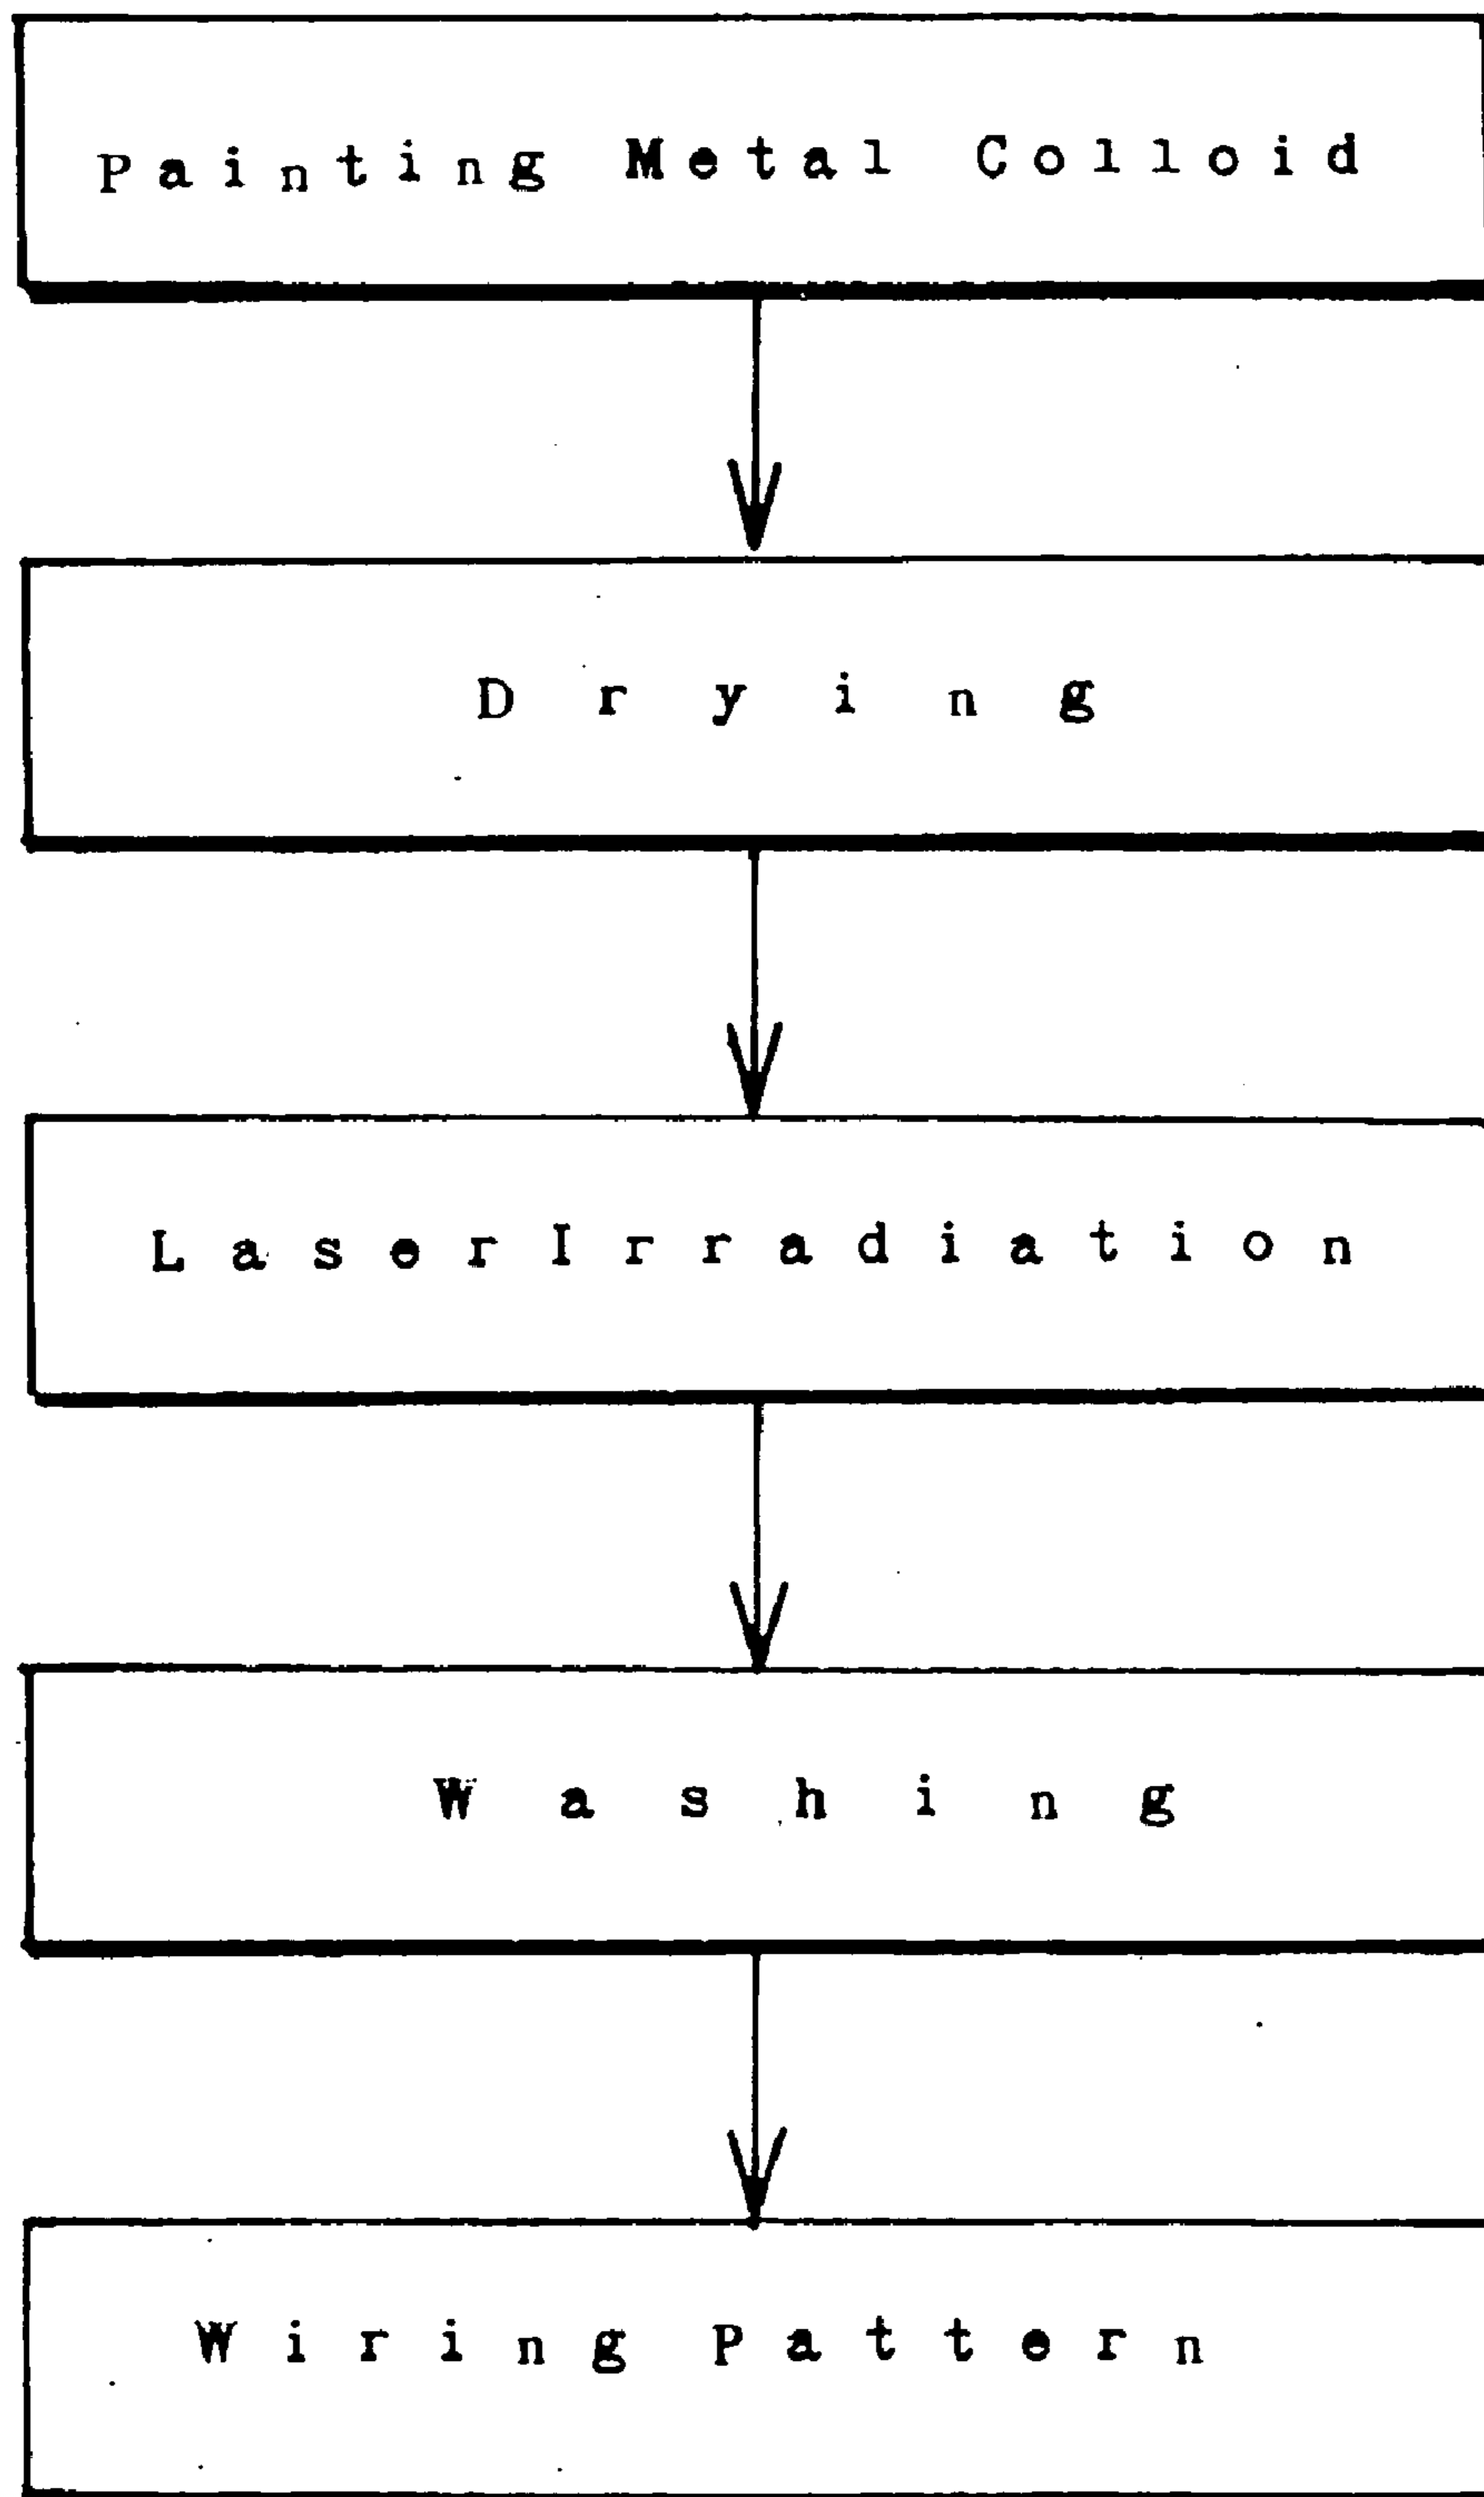 Painting Metal Colloid
Drying
Laser Irradiation
Washing
Wiring Pattern